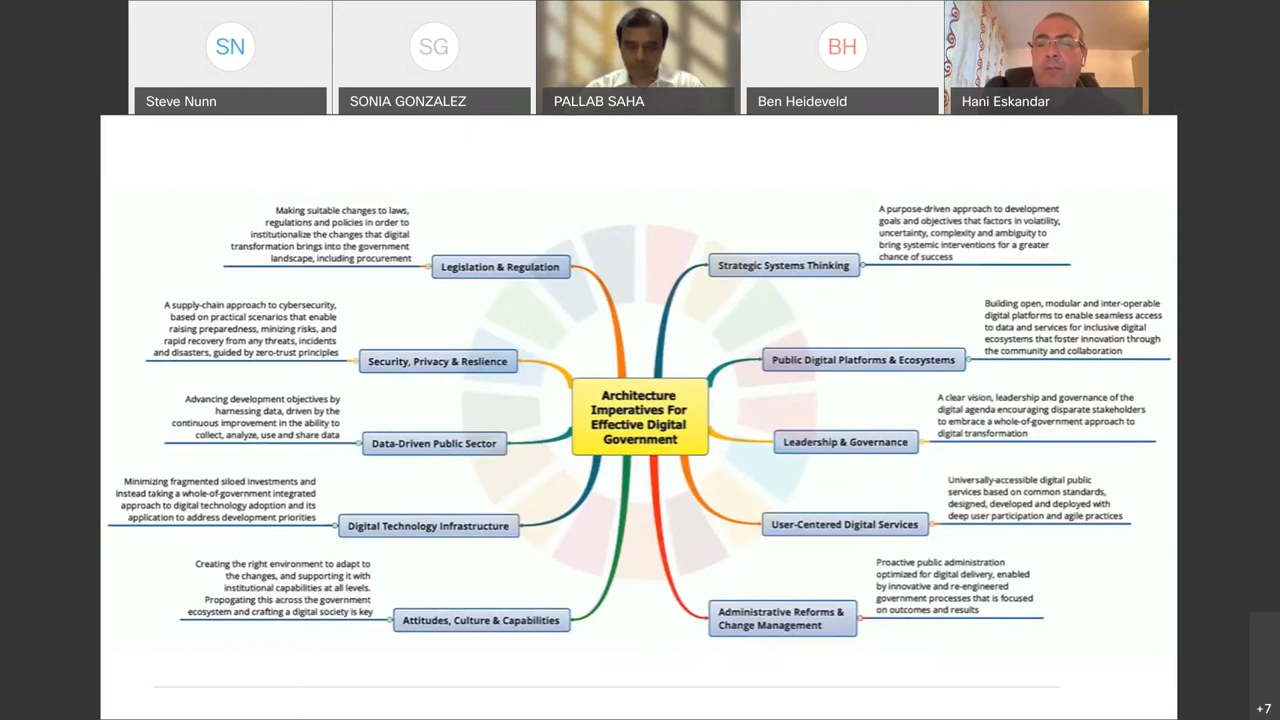 SN
SG
BH
Steve Nunn
SONIA GONZALEZ
PALLAB SAHA
Ben Heideveld
Hani Eskandar
Making suitable changes to laws,
regulations and policies in order to
institutionalize the changes that digital
transformation brings into the government
landscape, including procurement
Legislation & Regulation
A supply-chain approach to cybersecurity,
based on practical scenarios that enable
raising preparedness, minizing risks, and
rapid recovery from any threats, incidents
and disasters, guided by zero-trust principles
Security, Privacy & Reslience
Advancing development objectives by
harnessing data, driven by the
continuous improvement in the ability to
collect, analyze, use and share data
Data-Driven Public Sector
Minimizing fragmented siloed investments and
instead taking a whole-of-government integrated
approach to digital technology adoption and its
application to address development priorities
Digital Technology Infrastructure
Creating the right environment to adapt to
the changes, and supporting it with
institutional capabilities at all levels.
Propogating this across the government
ecosystem and crafting a digital society is key
Attitudes, Culture & Capabilities
Architecture
Imperatives For
Effective Digital
Government
A purpose-driven approach to development
goals and objectives that factors in volatility,
uncertainty, complexity and ambiguity to
bring systemic interventions for a greater
chance of success
Strategic Systems Thinking
Building open, modular and inter-operable
digital platforms to enable seamless access
to data and services for inclusive digital
ecosystems that foster innovation through
the community and collaboration
Public Digital Platforms & Ecosystems
A clear vision, leadership and governance of the
digital agenda encouraging disparate stakeholders
to embrace a whole-of-government approach to
digital transformation
Leadership & Governance
Universally-accessible digital public
services based on common standards,
designed, developed and deployed with
deep user participation and agile practices
User-Centered Digital Services
Proactive public administration
optimized for digital delivery, enabled
by innovative and re-engineered
government processes that is focused
on outcomes and results
Administrative Reforms &
Change Management
+7